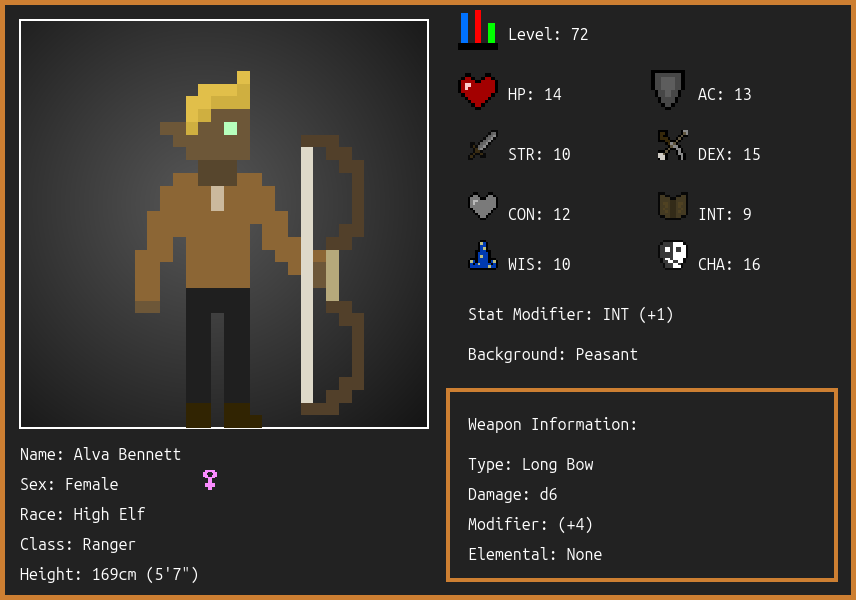 Level: 72
HP: 14
AC: 13
STR: 10
DEX: 15
CON: 12
INT: 9
WIS: 10
CHA: 16
Stat Modifier: INT (+1)
Background: Peasant
Weapon Information:
Type: Long Bow
Damage: d6
Modifier: (+4)
Elemental: None
Name: Alva Bennett
Sex: Female
Race: High Elf
Class: Ranger
Height: 169cm (5'7")